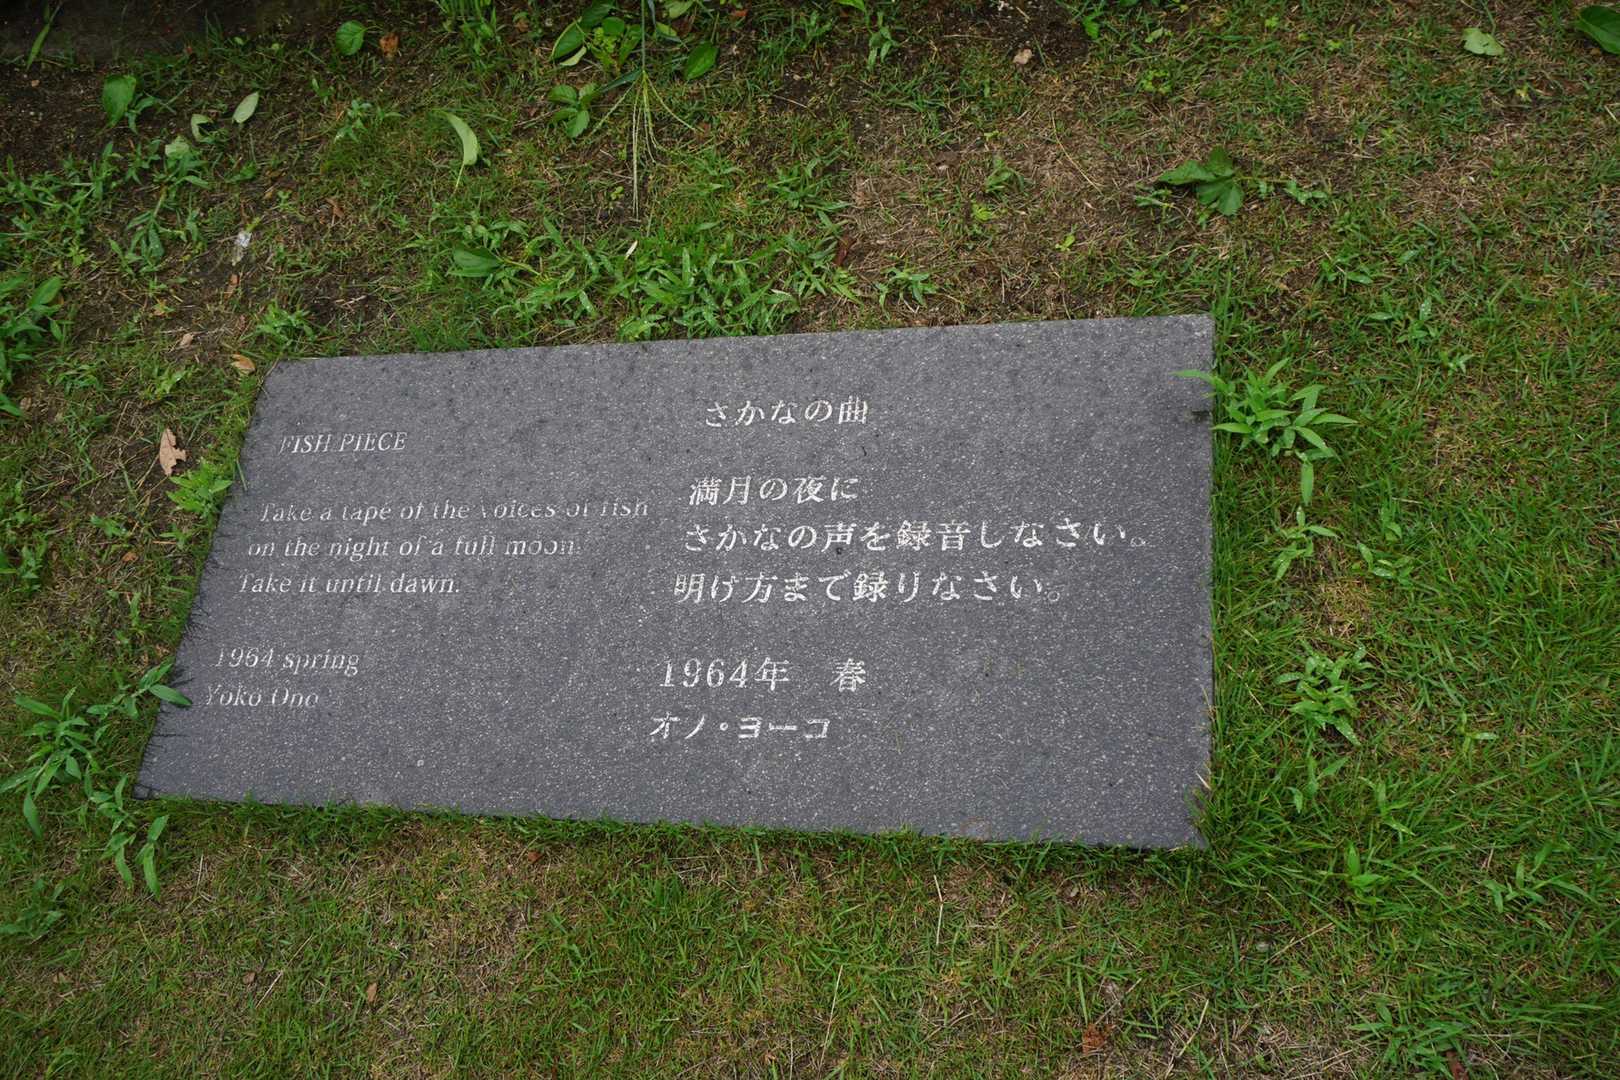 FISH PIECE
Take a tape of the voices of fish
on the night of a full moon.
Take it until dawn.
1964 spring
Yoko Ono
さかなの曲
満月の夜に
さかなの声を録音しなさい。
明け方まで録りなさい。
1964年　春
オノ・ヨーコ